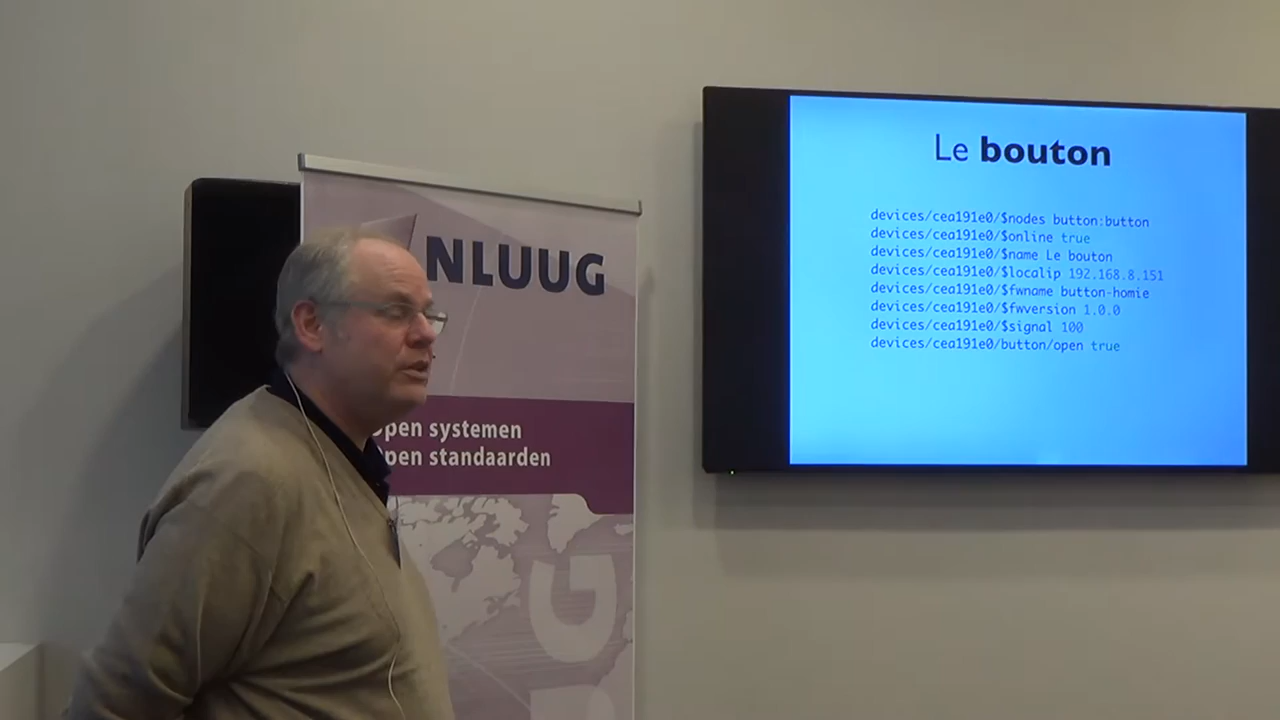 NLUUG
open systemen
open standaarden
Le bouton
devices/cea191e0/$nodes button:button
devices/cea191e0/$online true
devices/cea191e0/$name Le bouton
devices/cea191e0/$localip 192.168.8.151
devices/cea191e0/$fwname button-homie
devices/cea191e0/$fwversion 1.0.0
devices/cea191e0/$signal 100
devices/cea191e0/button/open true
G